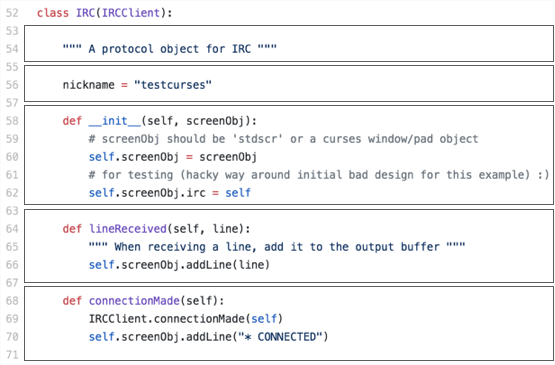 52 class IRC(IRCClient):
53
54     """ A protocol object for IRC """
55
56     nickname = "testcurses"
57
58     def __init__(self, screenObj):
59         # screenObj should be 'stdscr' or a curses window/pad object
60         self.screenObj = screenObj
61         # for testing (hacky way around initial bad design for this example) :)
62         self.screenObj.irc = self
63
64     def lineReceived(self, line):
65         """ When receiving a line, add it to the output buffer """
66         self.screenObj.addLine(line)
67
68     def connectionMade(self):
69         IRCClient.connectionMade(self)
70         self.screenObj.addLine("* CONNECTED")
71